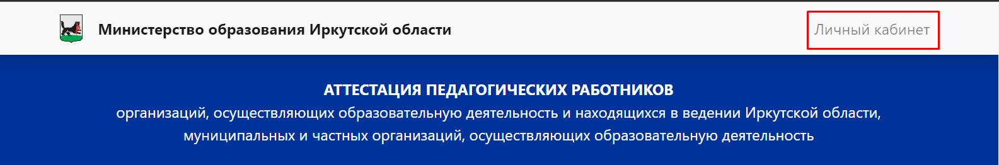 Министерство образования Иркутской области
Личный кабинет
АТТЕСТАЦИЯ ПЕДАГОГИЧЕСКИХ РАБОТНИКОВ
организаций, осуществляющих образовательную деятельность и находящихся в ведении Иркутской области,
муниципальных и частных организаций, осуществляющих образовательную деятельность